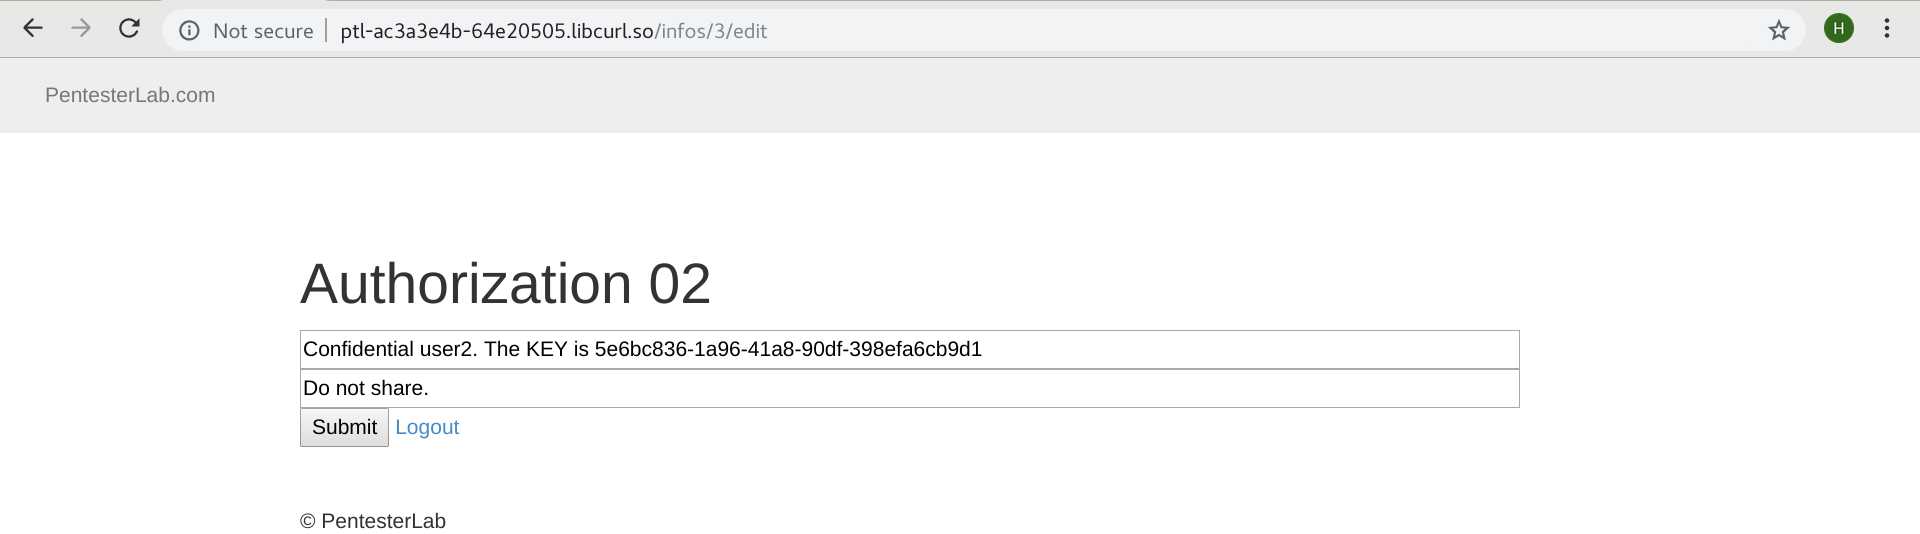 Not secure ptl-ac3a3e4b-64e20505.libcurl.so/infos/3/edit
H
PentesterLab.com
Authorization 02
Confidential user2. The KEY is 5e6bc836-1a96-41a8-90df-398efa6cb9d1
Do not share.
Submit Logout
© PentesterLab